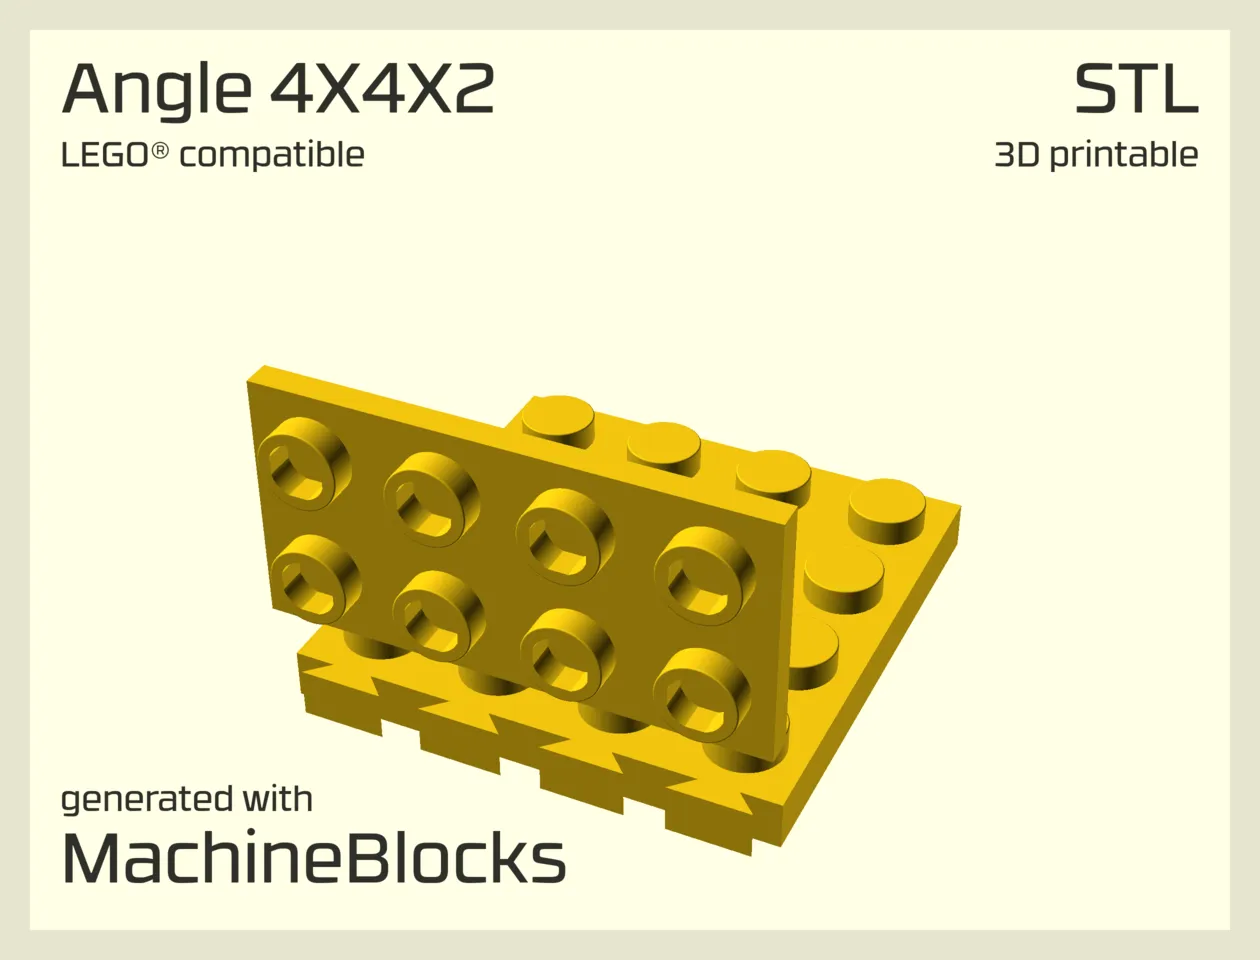 Angle 4X4X2
LEGO® compatible
STL
3D printable
generated with
MachineBlocks